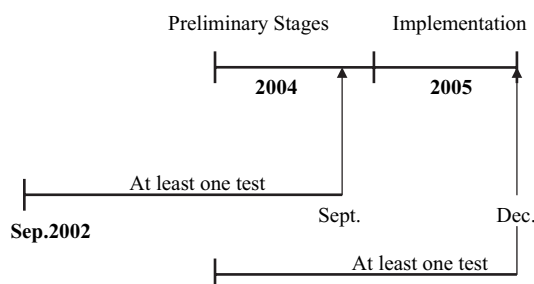 Preliminary Stages Implementation
2004 2005
At least one test
Sept. Dec.
Sep.2002
At least one test